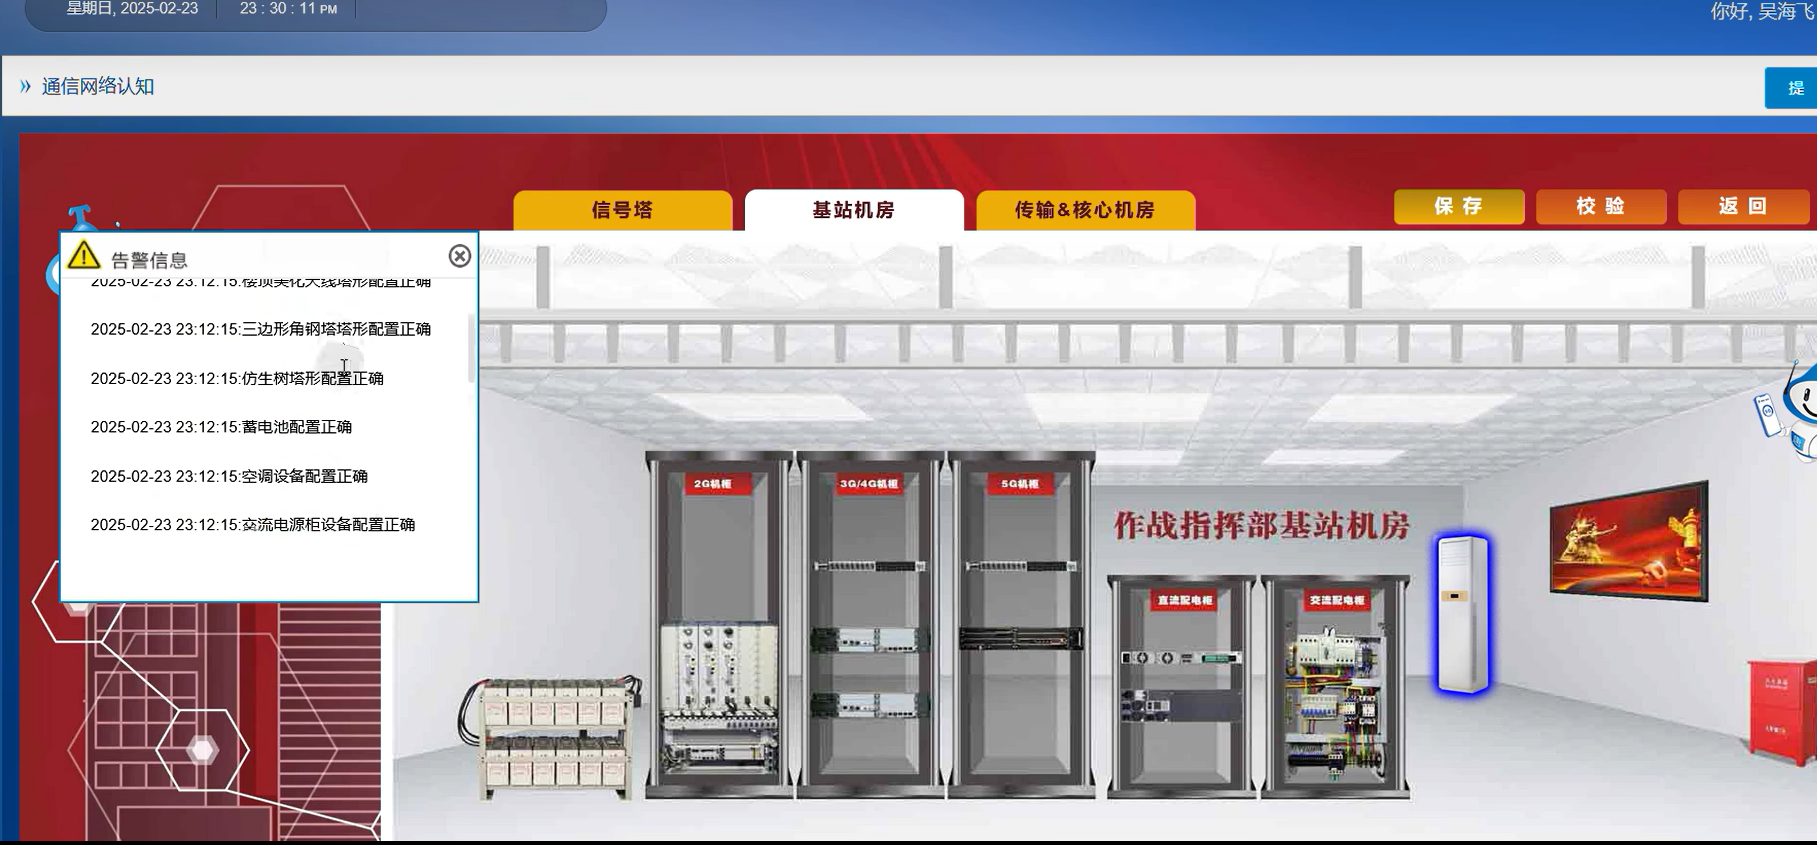 星期日, 2025-02-23
23 : 30 : 11 PM
你好, 吴海飞
» 通信网络认知
提
信号塔
基站机房
传输&核心机房
保存
校验
返回
告警信息
2025-02-23 23:12:15:楼顶美化天线塔形配置正确
2025-02-23 23:12:15:三边形角钢塔塔形配置正确
2025-02-23 23:12:15:仿生树塔形配置正确
2025-02-23 23:12:15:蓄电池配置正确
2025-02-23 23:12:15:空调设备配置正确
2025-02-23 23:12:15:交流电源柜设备配置正确
2G机柜
3G/4G机柜
5G机柜
作战指挥部基站机房
直流配电柜
交流配电柜